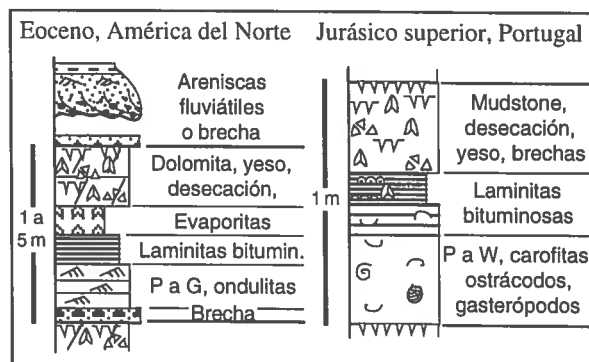 Eoceno, América del Norte
Areniscas
fluviátiles
o brecha
Dolomita, yeso,
desecación,
Evaporitas
Laminitas bitumin.
P a G, ondulitas
Brecha
1 a
5 m
Jurásico superior, Portugal
Mudstone,
desecación,
yeso, brechas
Laminitas
bituminosas
P a W, carofitas
ostrácodos,
gasterópodos
1 m